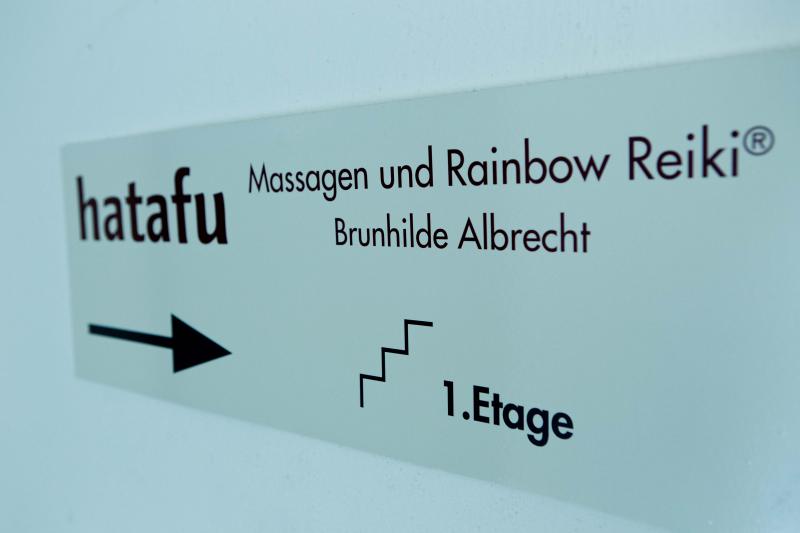 hatafu
Massagen und Rainbow Reiki®
Brunhilde Albrecht
1.Etage